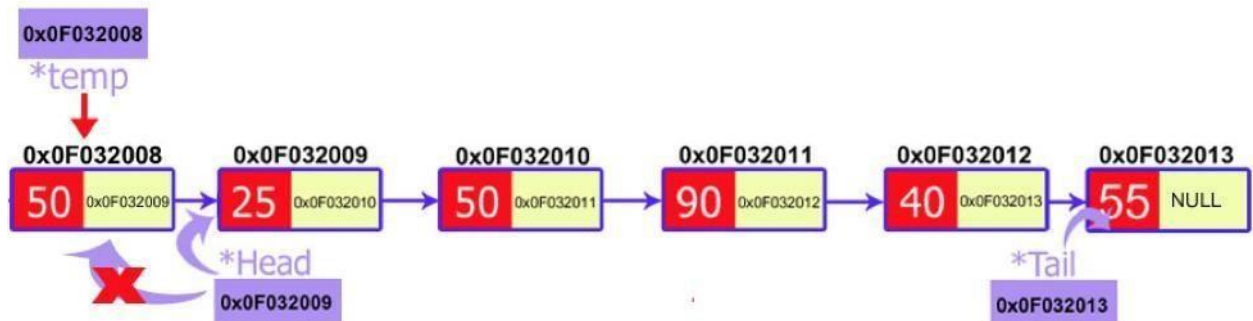 0x0F032008
*temp
0x0F032008 0x0F032009 0x0F032010 0x0F032011 0x0F032012 0x0F032013
50 0x0F032009 25 0x0F032010 50 0x0F032011 90 0x0F032012 40 0x0F032013 55 NULL
*Head *Tail
0x0F032009 0x0F032013